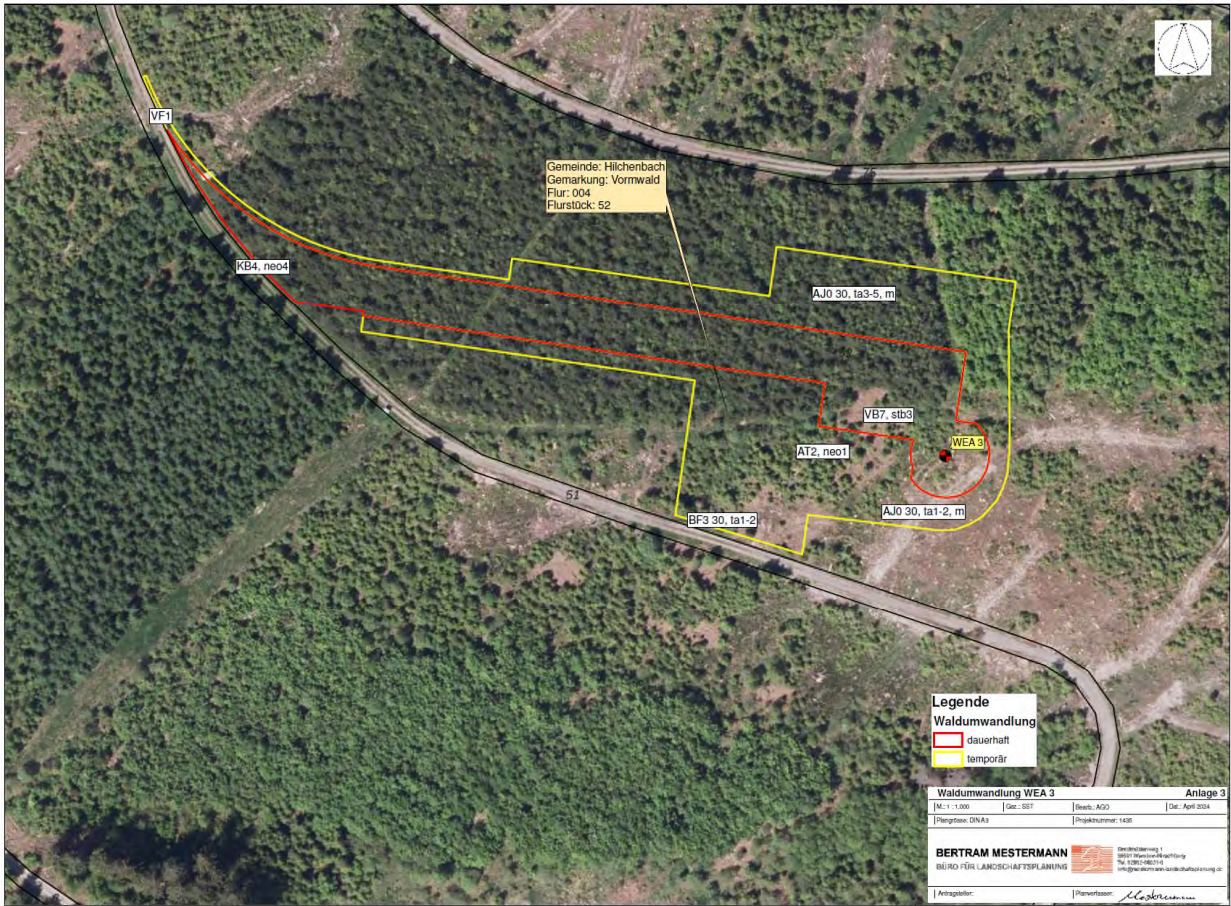 VF1
Gemeinde: Hilchenbach
Gemarkung: Vormwald
Flur: 004
Flurstück: 52
KB4, neo4
AJ0 30, ta3-5, m
VB7, stb3
WEA 3
AT2, neo1
AJ0 30, ta1-2, m
BF3 30, ta1-2
51
Legende
Waldumwandlung
dauerhaft
temporär
Waldumwandlung WEA 3 Anlage 3
M.: 1 : 1.000 Gez.: SST Bearb.: AGO Dat.: April 2024
Plangrösse: DIN A3 Projektnummer: 1436
BERTRAM MESTERMANN
BÜRO FÜR LANDSCHAFTSPLANUNG
Antragsteller: Planverfasser: